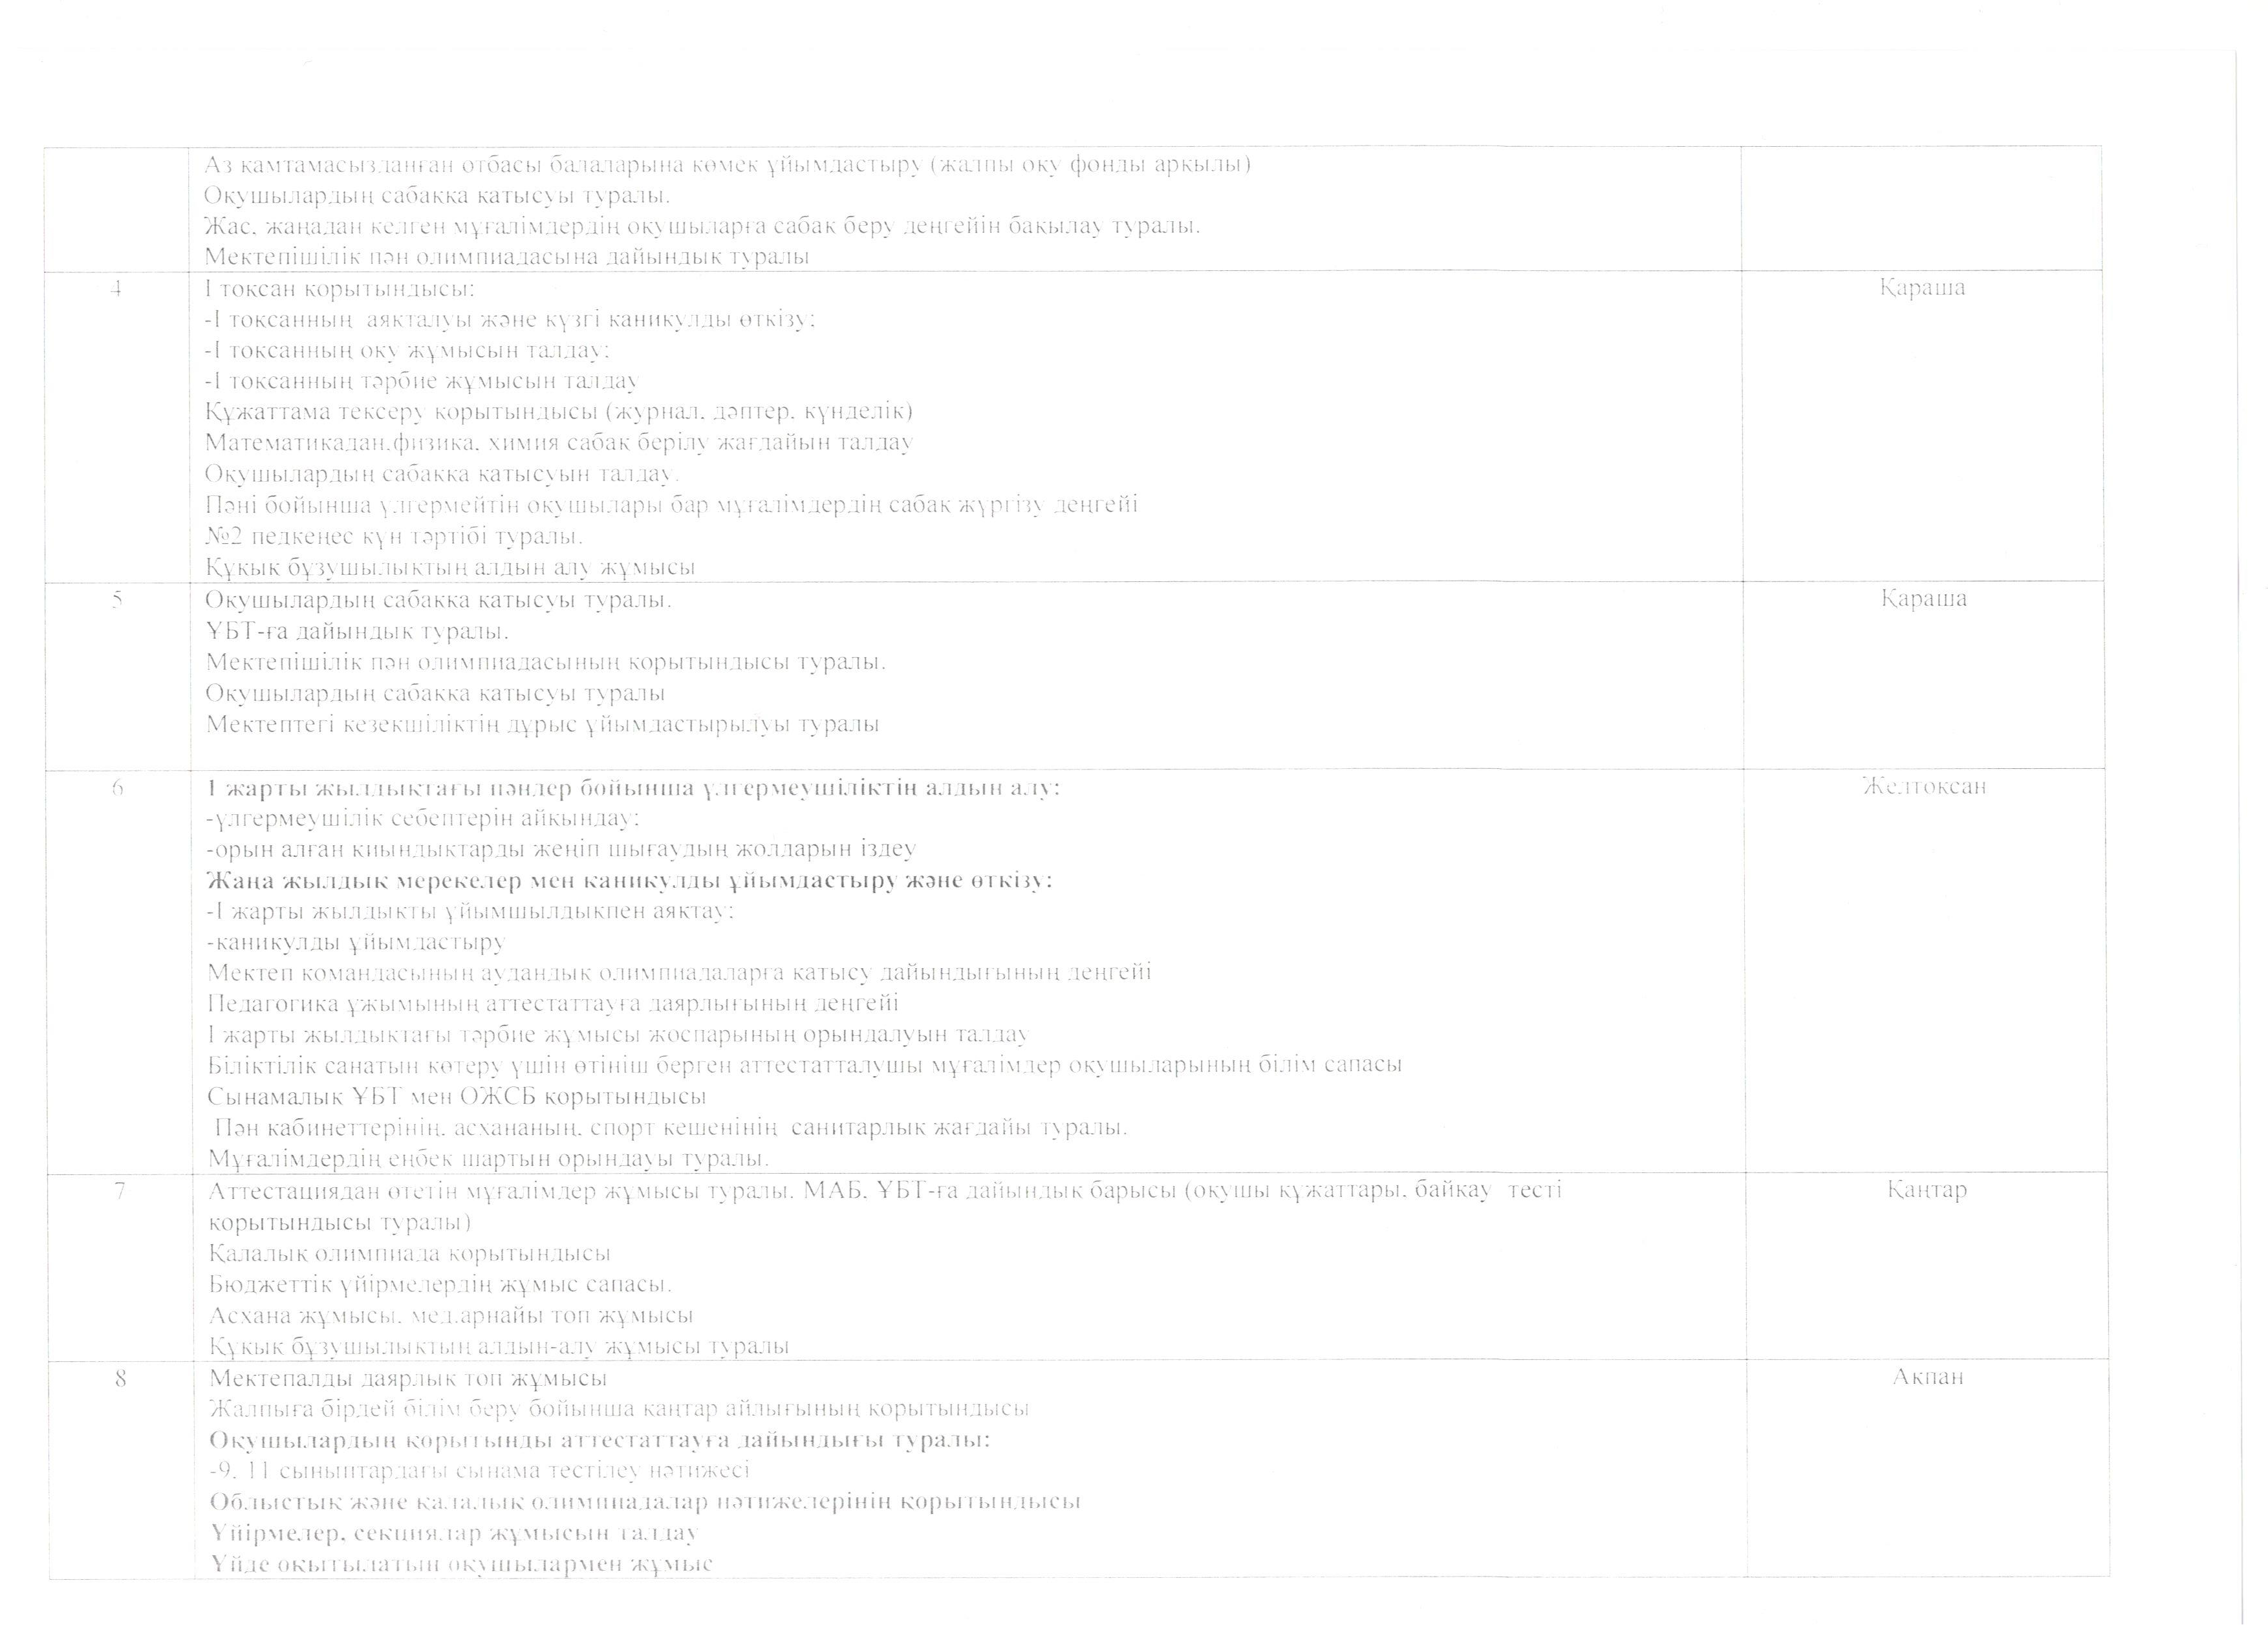 Аз қамтамасызданған отбасы балаларына көмек ұйымдастыру (жалпы оқу фонды арқылы)
Оқушылардың сабаққа қатысуы туралы.
Жас, жаңадан келген мұғалімдердің оқушыларға сабақ беру деңгейін бақылау туралы.
Мектепішілік пән олимпиадасына дайындық туралы
4
І тоқсан қорытындысы:
Қараша
-І тоқсанның аяқталуы және күзгі каникулды өткізу;
-І тоқсанның оқу жұмысын талдау;
-І тоқсанның тәрбие жұмысын талдау
Құжаттама тексеру қорытындысы (журнал, дәптер, күнделік)
Математикадан,физика, химия сабақ берілу жағдайын талдау
Оқушылардың сабаққа қатысуын талдау.
Пәні бойынша үлгермейтін оқушылары бар мұғалімдердің сабақ жүргізу деңгейі
№2 педкеңес күн тәртібі туралы.
Құқық бұзушылықтың алдын алу жұмысы
5
Оқушылардың сабаққа қатысуы туралы.
Қараша
ҰБТ-ға дайындық туралы.
Мектепішілік пән олимпиадасының қорытындысы туралы.
Оқушылардың сабаққа қатысуы туралы
Мектептегі кезекшіліктің дұрыс ұйымдастырылуы туралы
6
І жарты жылдықтағы пәндер бойынша үлгермеушіліктің алдын алу:
Желтоқсан
-үлгермеушілік себептерін айқындау;
-орын алған қиындықтарды жеңіп шығаудың жолдарын іздеу
Жаңа жылдық мерекелер мен каникулды ұйымдастыру және өткізу:
-І жарты жылдықты ұйымшылдықпен аяқтау;
-каникулды ұйымдастыру
Мектеп командасының аудандық олимпиадаларға қатысу дайындығының деңгейі
Педагогика ұжымының аттестаттауға даярлығының деңгейі
І жарты жылдықтағы тәрбие жұмысы жоспарының орындалуын талдау
Біліктілік санатын көтеру үшін өтініш берген аттестатталушы мұғалімдер оқушыларының білім сапасы
Сынамалық ҰБТ мен ОЖСБ қорытындысы
Пән кабинеттерінің, асхананың, спорт кешенінің санитарлық жағдайы туралы.
Мұғалімдердің еңбек шартын орындауы туралы.
7
Аттестациядан өтетін мұғалімдер жұмысы туралы. МАБ, ҰБТ-ға дайындық барысы (оқушы құжаттары, байқау тесті
Қаңтар
қорытындысы туралы)
Қалалық олимпиада қорытындысы
Бюджеттік үйірмелердің жұмыс сапасы.
Асхана жұмысы, мед.арнайы топ жұмысы
Құқық бұзушылықтың алдын-алу жұмысы туралы
8
Мектепалды даярлық топ жұмысы
Ақпан
Жалпыға бірдей білім беру бойынша қаңтар айлығының қорытындысы
Оқушылардың қорытынды аттестаттауға дайындығы туралы:
-9, 11 сыныптардағы сынама тестілеу нәтижесі
Облыстық және қалалық олимпиадалар нәтижелерінің қорытындысы
Үйірмелер, секциялар жұмысын талдау
Үйде оқытылатын оқушылармен жұмыс